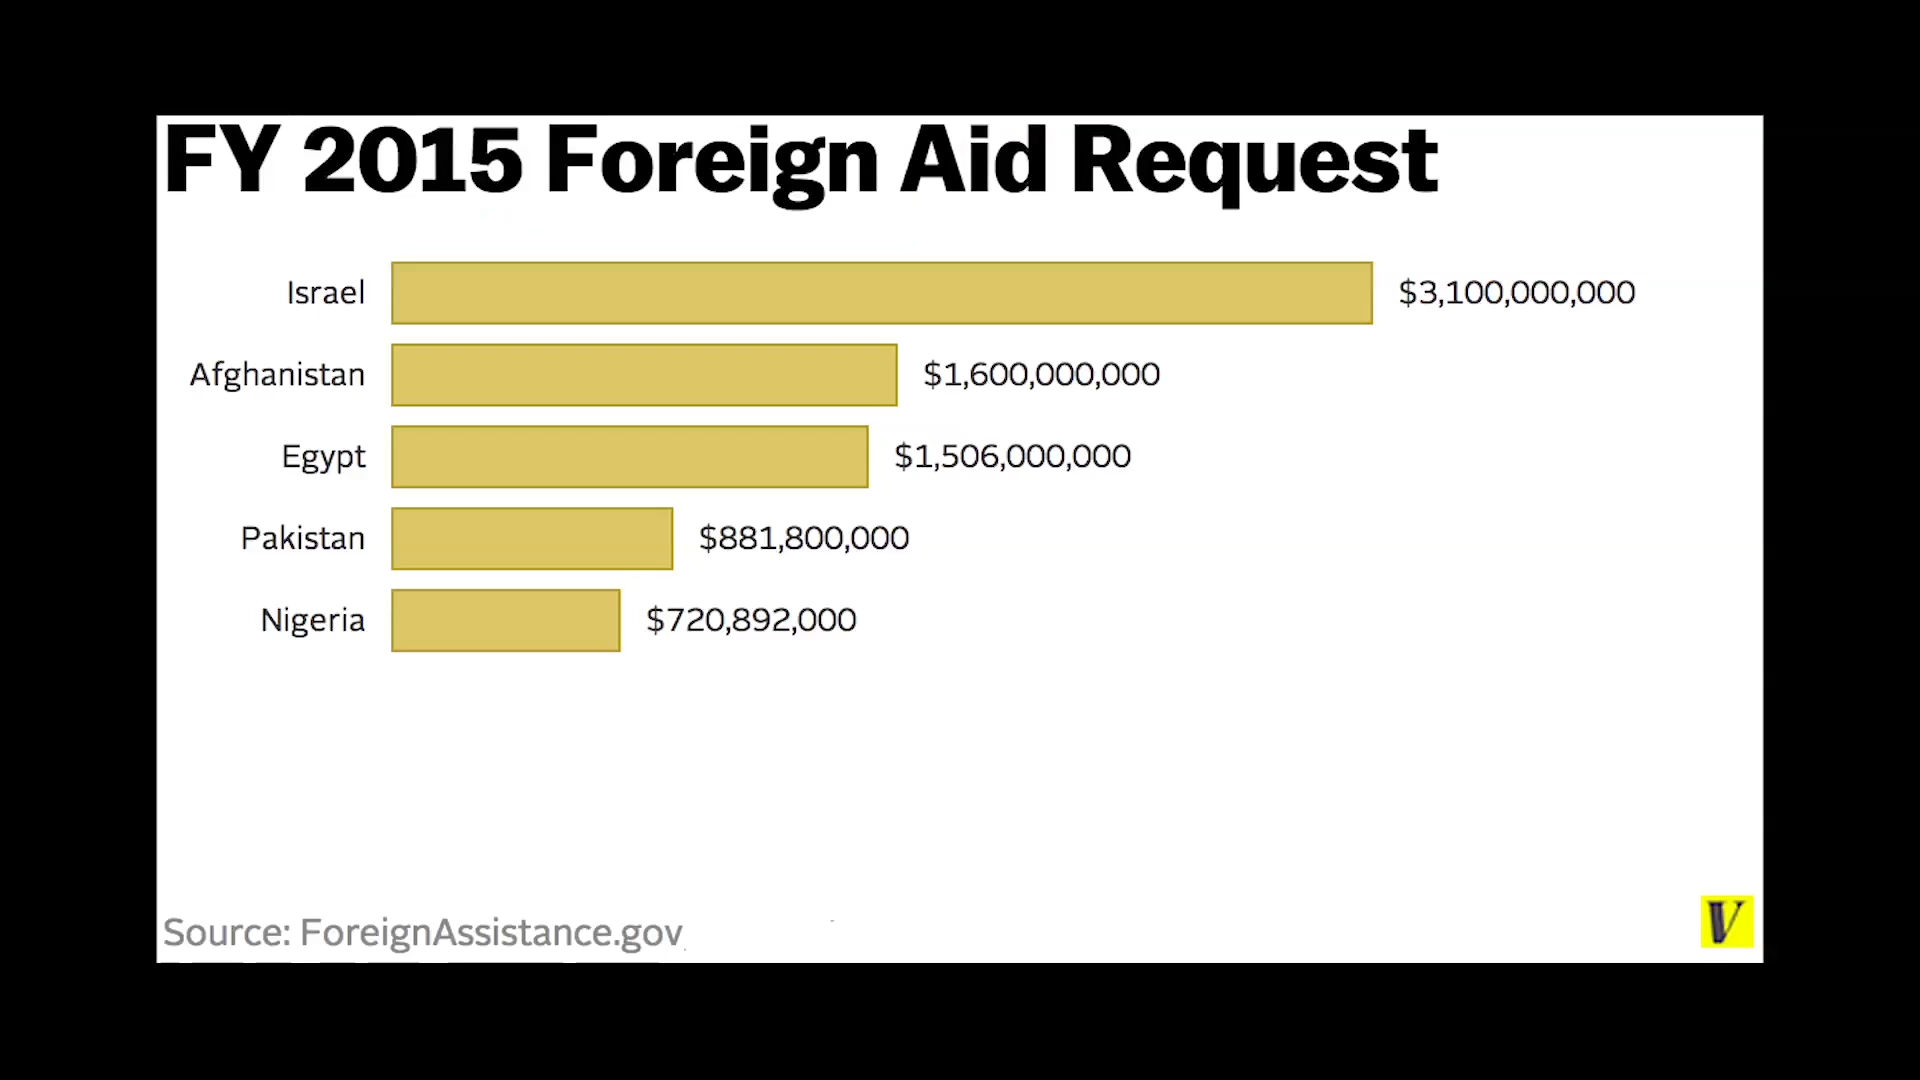 FY 2015 Foreign Aid Request
Israel $3,100,000,000
Afghanistan $1,600,000,000
Egypt $1,506,000,000
Pakistan $881,800,000
Nigeria $720,892,000
Source: ForeignAssistance.gov
V